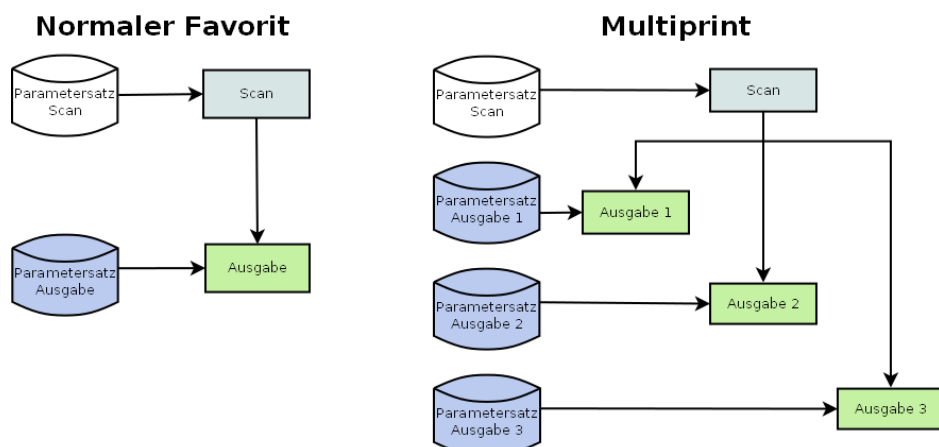 Normaler Favorit
Parametersatz
Scan
Scan
Parametersatz
Ausgabe
Ausgabe
Multiprint
Parametersatz
Scan
Scan
Parametersatz
Ausgabe 1
Ausgabe 1
Parametersatz
Ausgabe 2
Ausgabe 2
Parametersatz
Ausgabe 3
Ausgabe 3